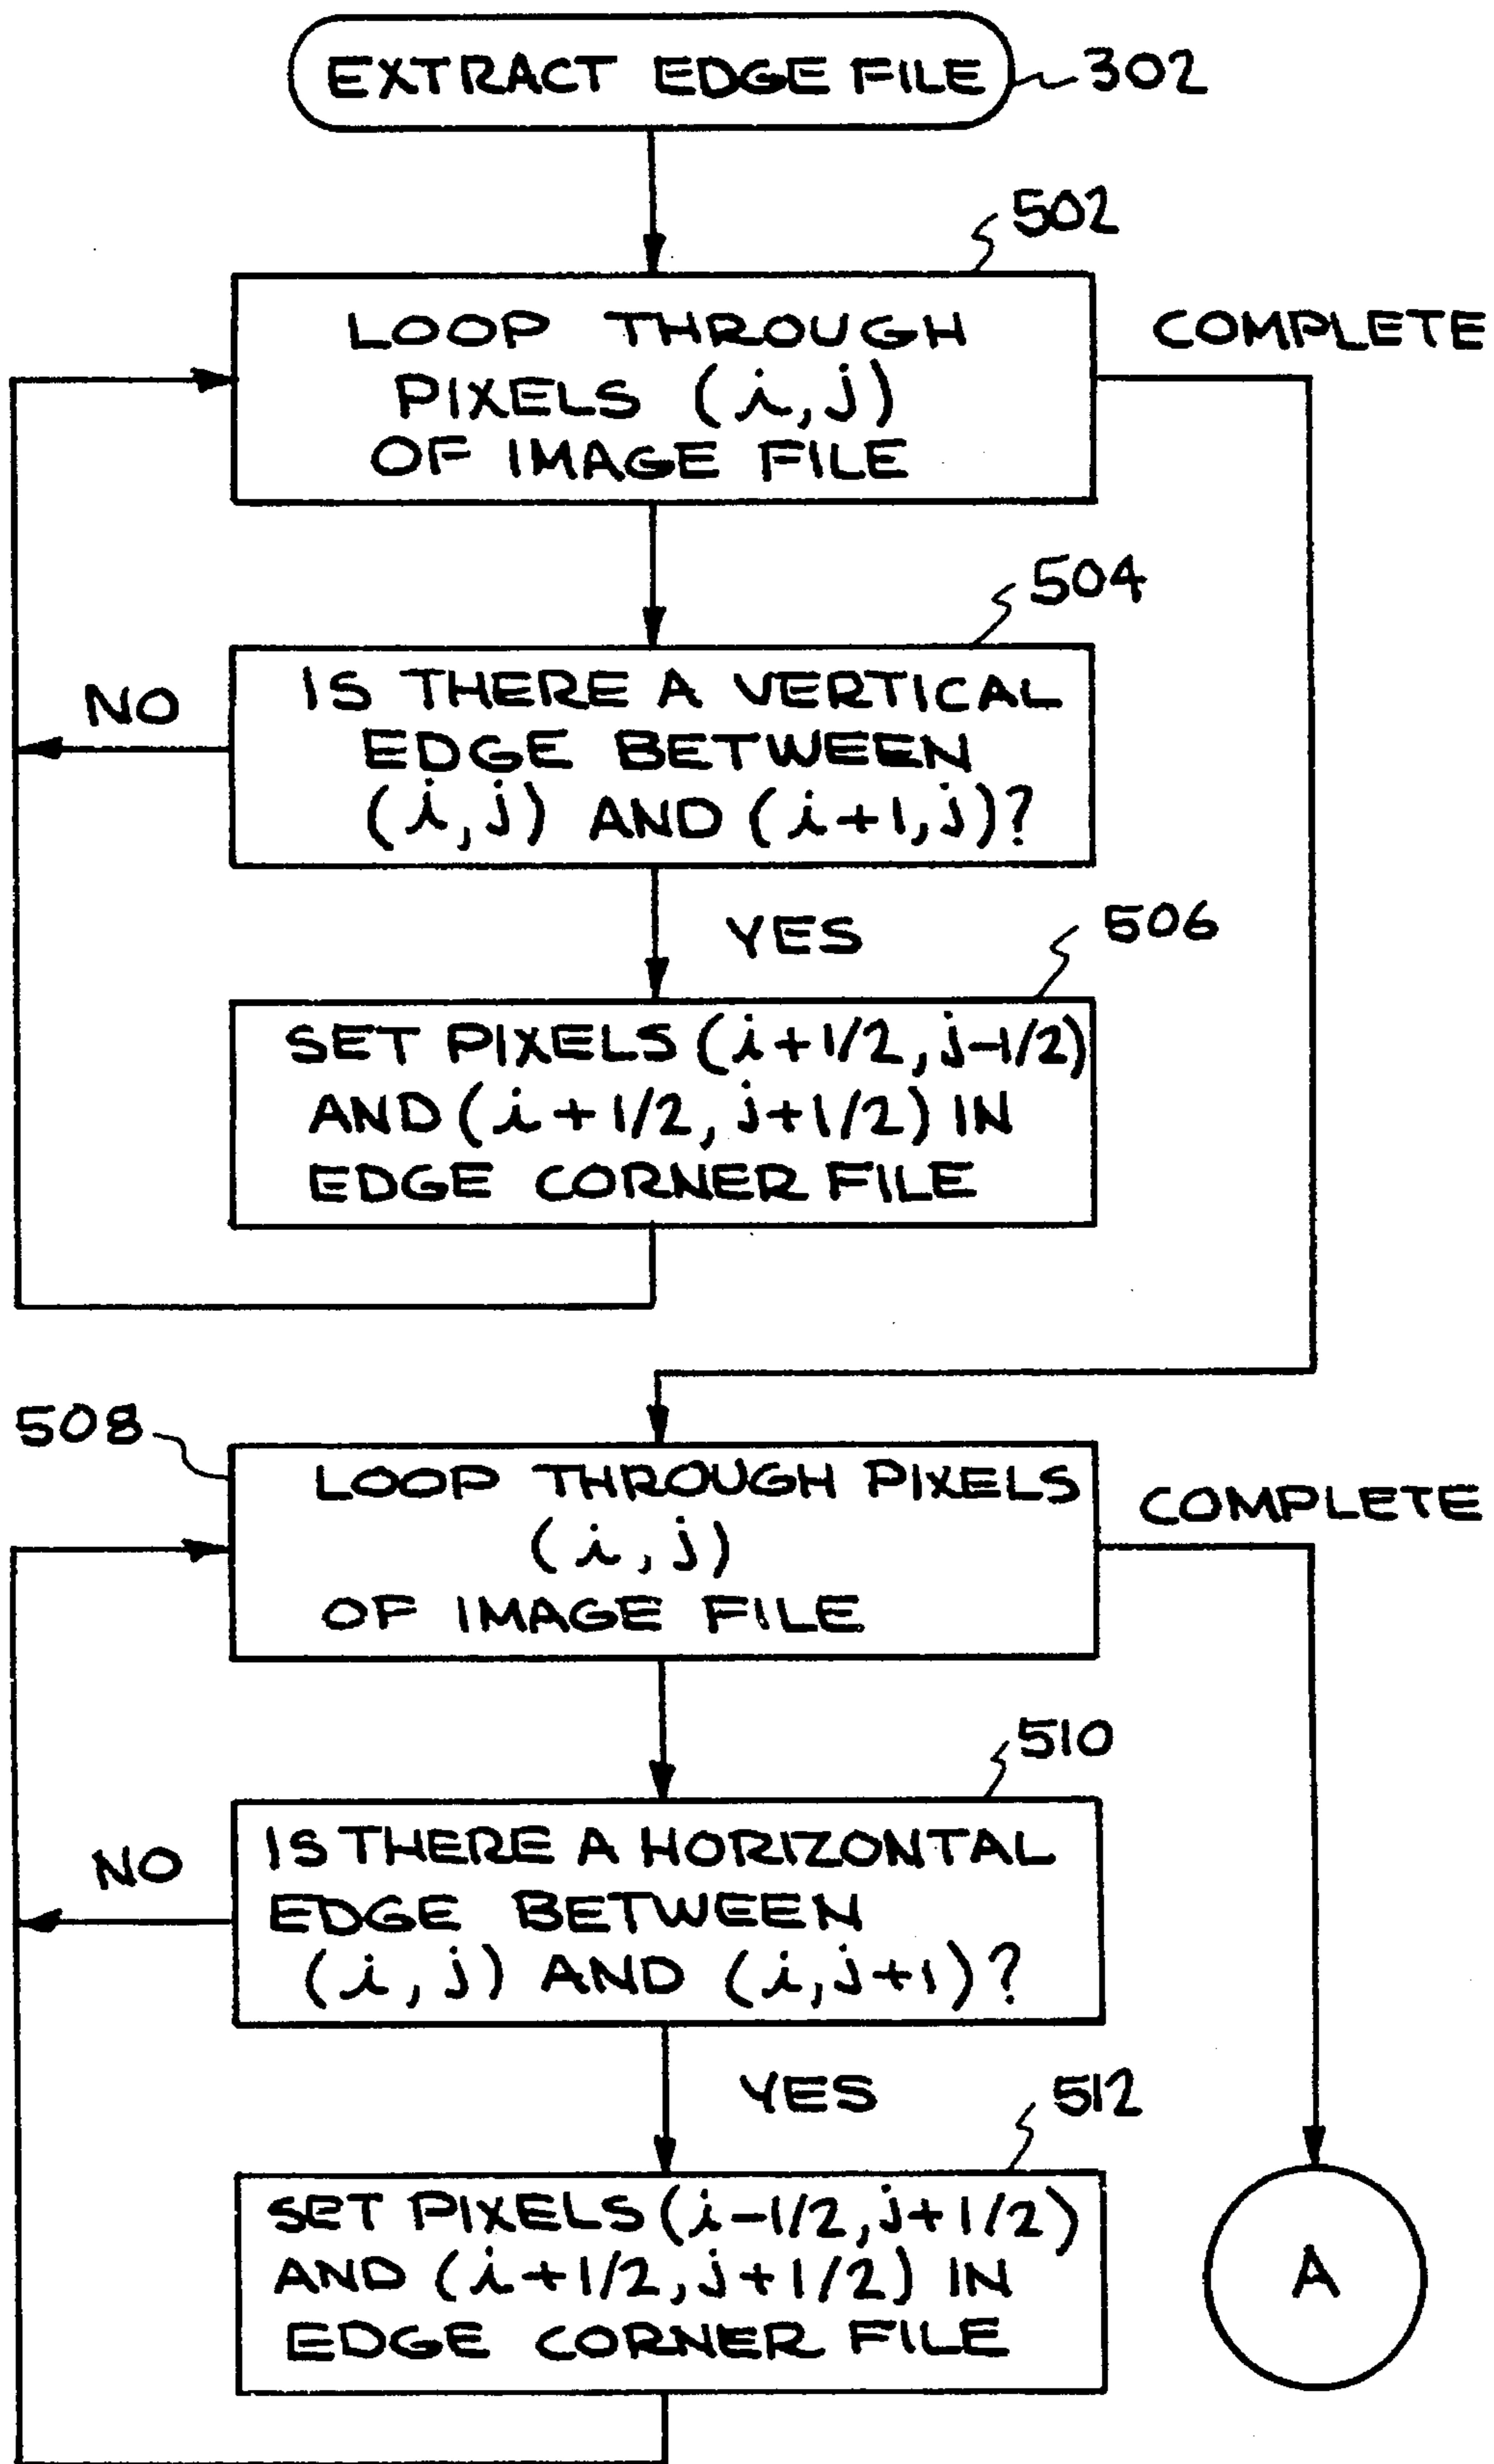 EXTRACT EDGE FILE
302
502
LOOP THROUGH
PIXELS (i,j)
OF IMAGE FILE
COMPLETE
504
IS THERE A VERTICAL
EDGE BETWEEN
(i,j) AND (i+1,j)?
NO
YES
506
SET PIXELS (i+1/2, j-1/2)
AND (i+1/2, j+1/2) IN
EDGE CORNER FILE
508
LOOP THROUGH PIXELS
(i,j)
OF IMAGE FILE
COMPLETE
510
IS THERE A HORIZONTAL
EDGE BETWEEN
(i,j) AND (i,j+1)?
NO
YES
512
SET PIXELS (i-1/2, j+1/2)
AND (i+1/2, j+1/2) IN
EDGE CORNER FILE
A